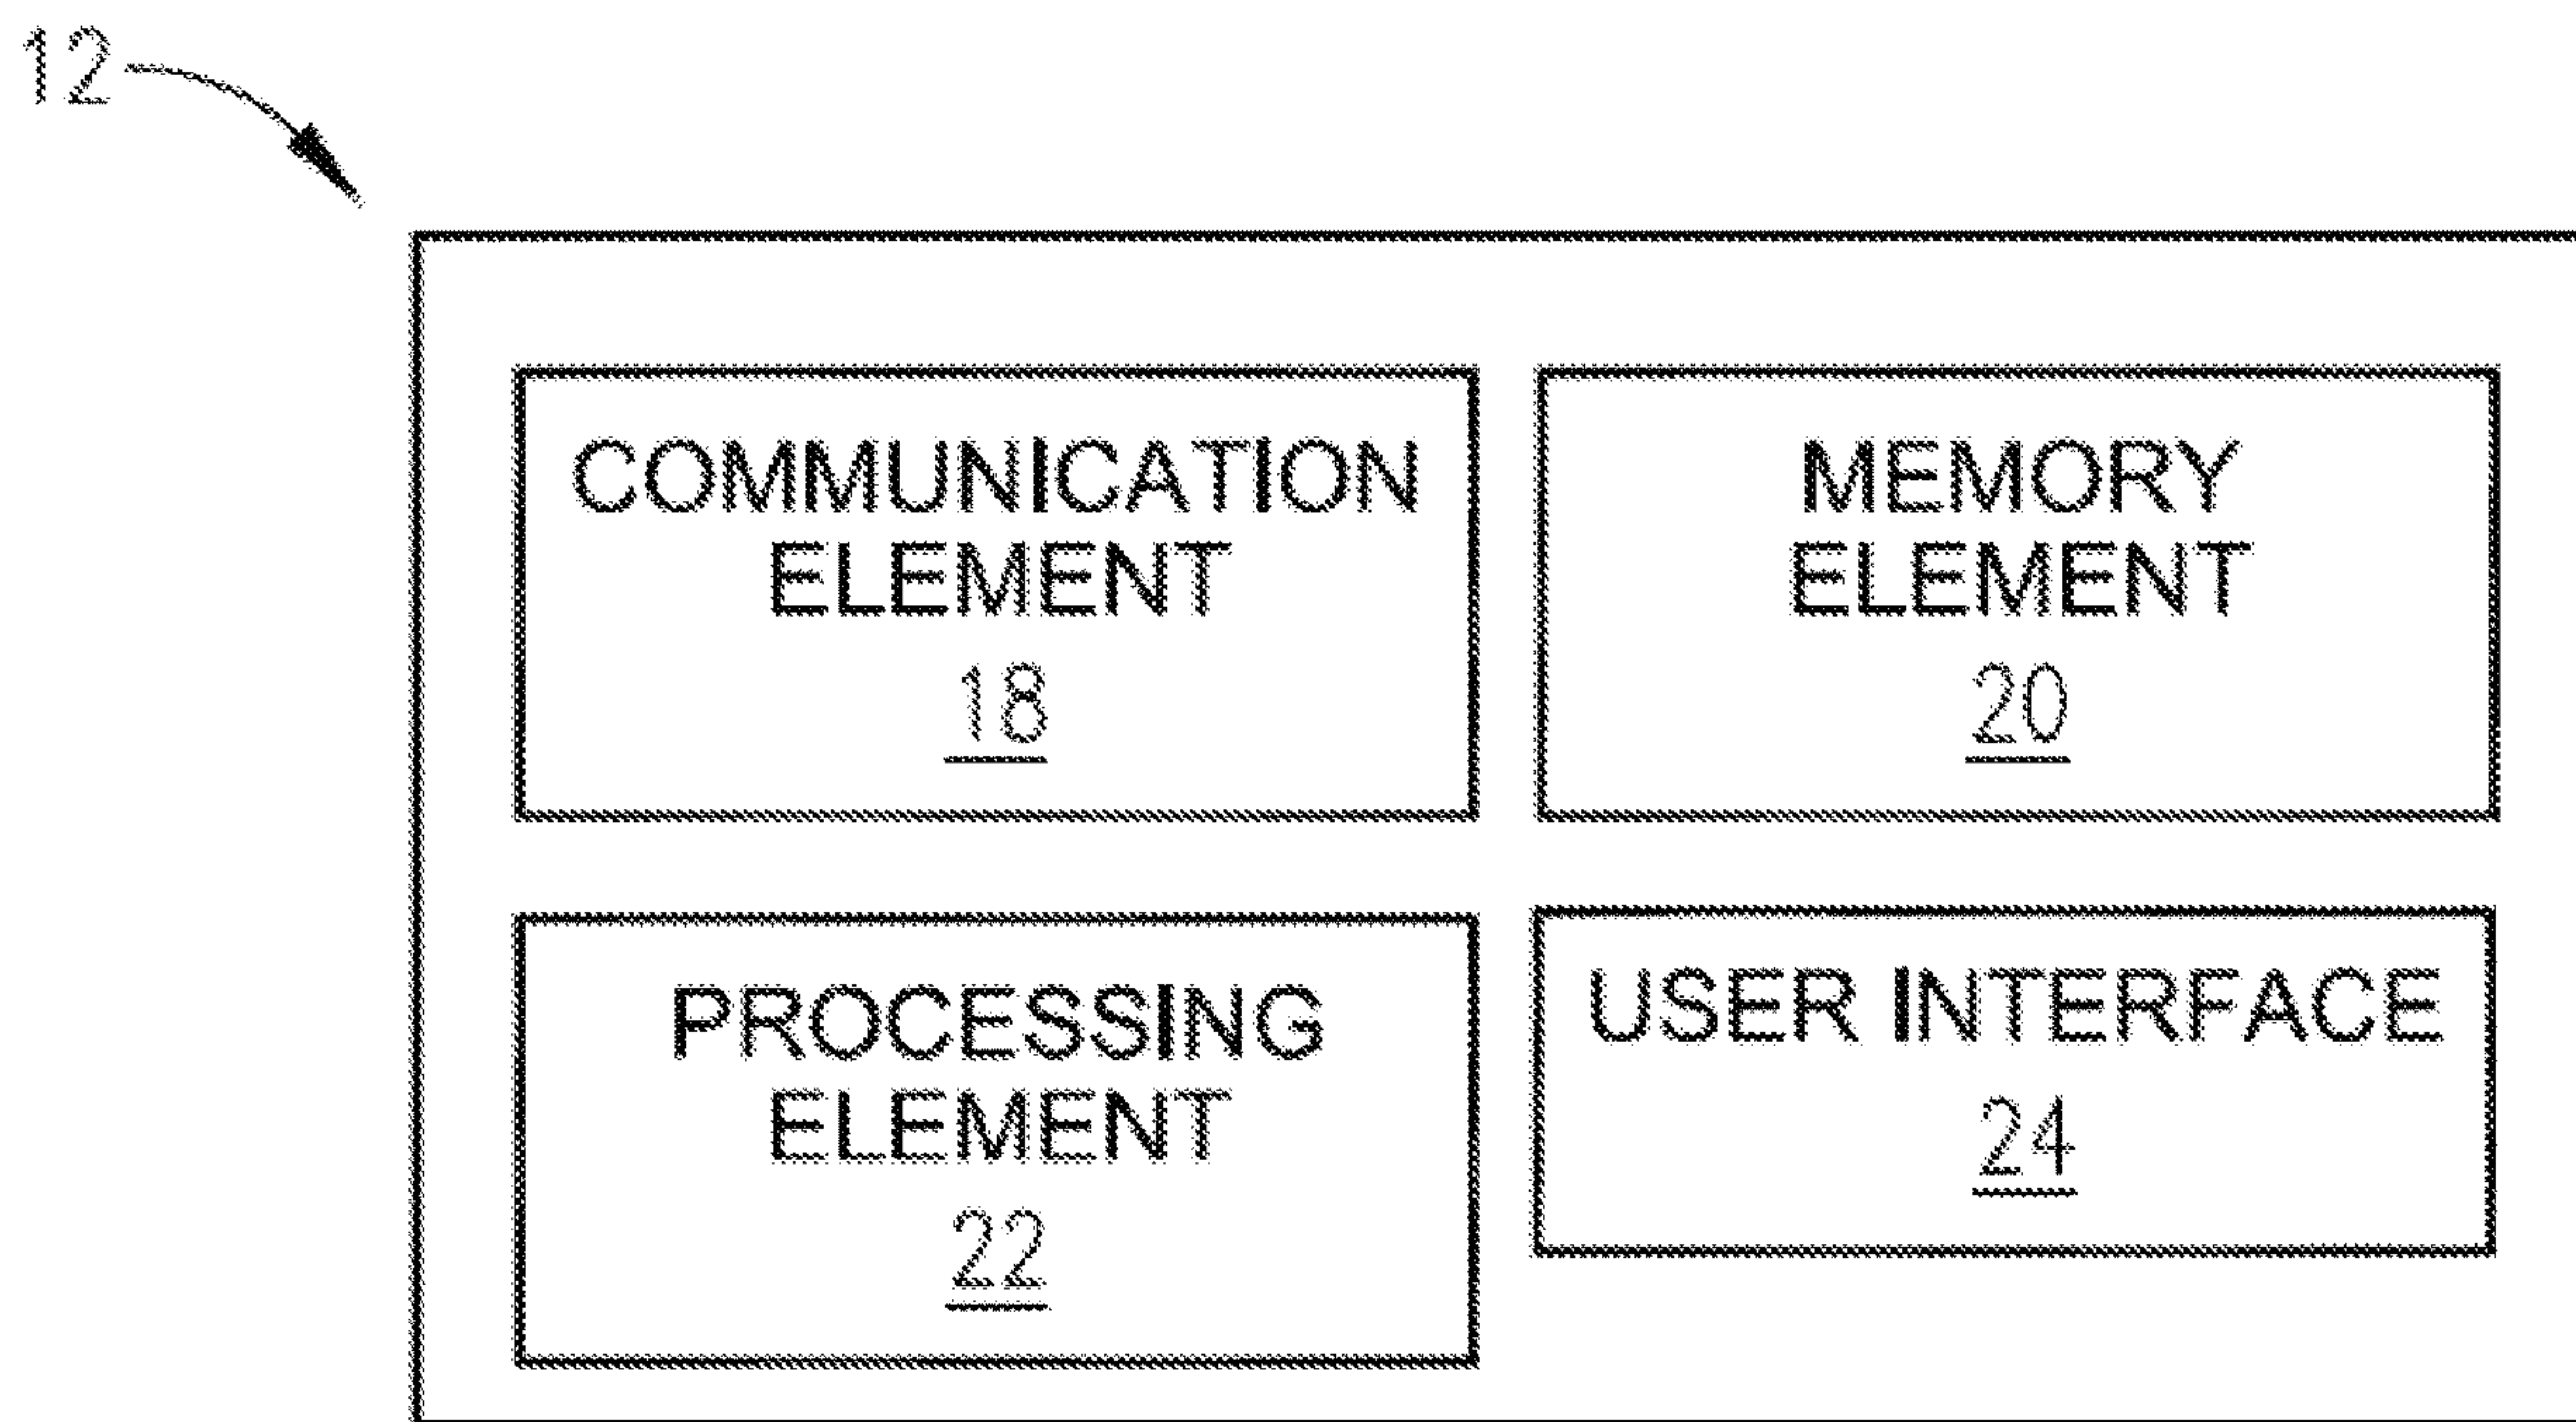 12
COMMUNICATION
ELEMENT
18
MEMORY
ELEMENT
20
PROCESSING
ELEMENT
22
USER INTERFACE
24